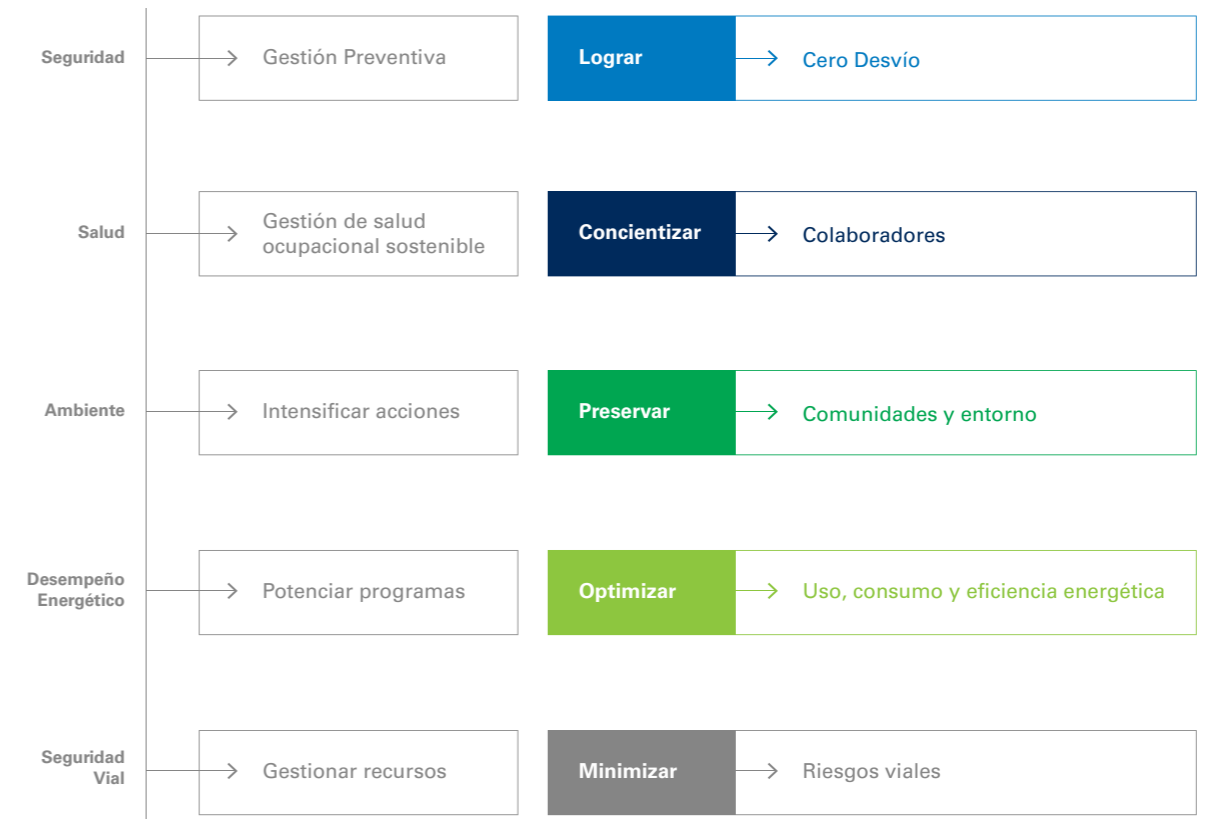 Seguridad
Gestión Preventiva
Lograr
Cero Desvío
Salud
Gestión de salud
ocupacional sostenible
Concientizar
Colaboradores
Ambiente
Intensificar acciones
Preservar
Comunidades y entorno
Desempeño
Energético
Potenciar programas
Optimizar
Uso, consumo y eficiencia energética
Seguridad
Vial
Gestionar recursos
Minimizar
Riesgos viales